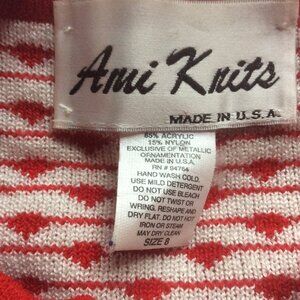 Ami Knits
MADE IN U.S.A.
85% ACRYLIC
15% NYLON
EXCLUSIVE OF METALLIC
ORNAMENTATION
MADE IN U.S.A.
RN # 94764
HAND WASH COLD.
USE MILD DETERGENT
DO NOT USE BLEACH
DO NOT TWIST OR
WRING. RESHAPE AND
DRY FLAT. DO NOT
IRON OR STEAM
MAY DRY CLEAN
SIZE 8